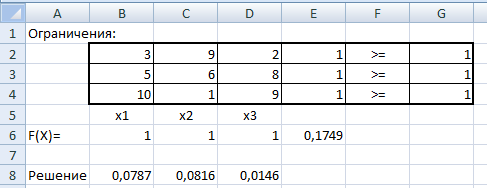 A B C D E F G
1 Ограничения:
2 3 9 2 1 >= 1
3 5 6 8 1 >= 1
4 10 1 9 1 >= 1
5 x1 x2 x3
6 F(X)= 1 1 1 0,1749
7
8 Решение 0,0787 0,0816 0,0146